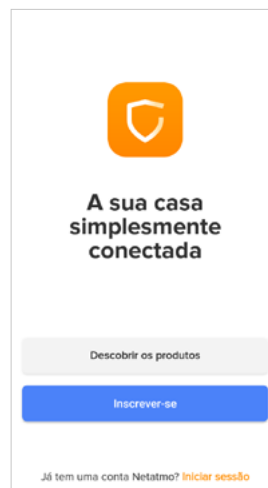 A sua casa
simplesmente
conectada
Descobrir os produtos
Inscrever-se
Já tem uma conta Netatmo? Iniciar sessão